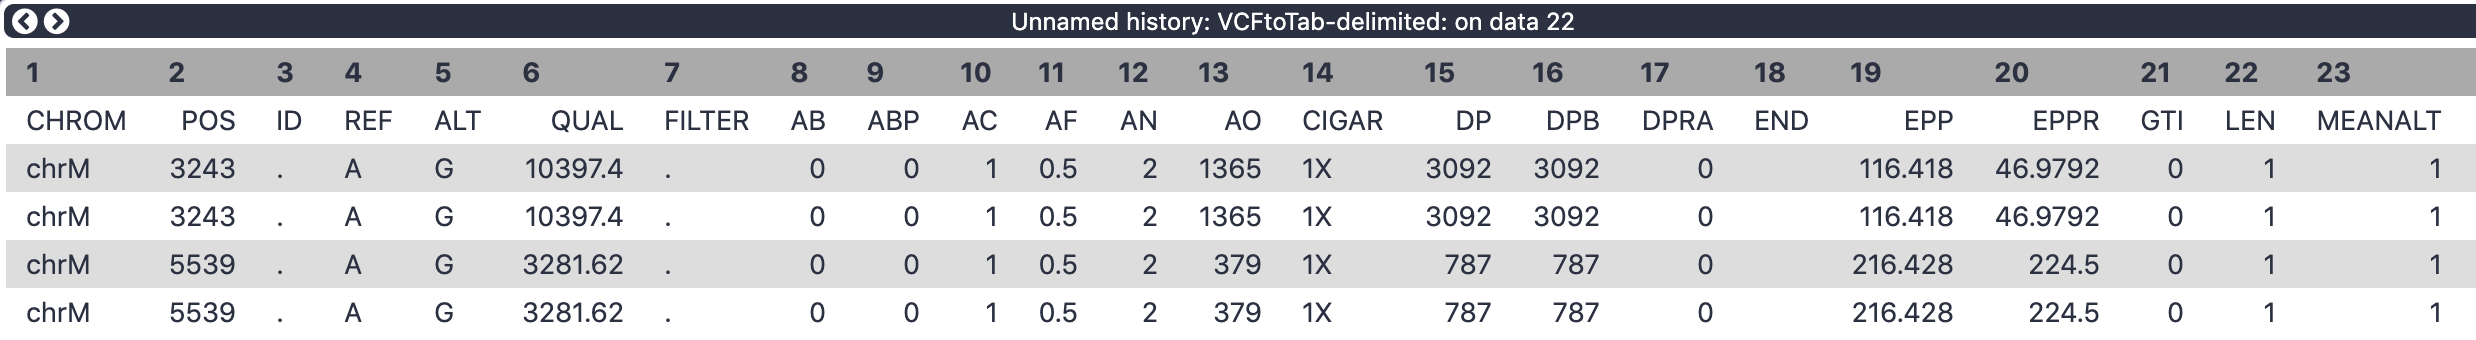 Unnamed history: VCFtoTab-delimited: on data 22
1 2 3 4 5 6 7 8 9 10 11 12 13 14 15 16 17 18 19 20 21 22 23
CHROM POS ID REF ALT QUAL FILTER AB ABP AC AF AN AO CIGAR DP DPB DPRA END EPP EPPR GTI LEN MEANALT
chrM 3243 . A G 10397.4 . 0 0 1 0.5 2 1365 1X 3092 3092 0 116.418 46.9792 0 1 1
chrM 3243 . A G 10397.4 . 0 0 1 0.5 2 1365 1X 3092 3092 0 116.418 46.9792 0 1 1
chrM 5539 . A G 3281.62 . 0 0 1 0.5 2 379 1X 787 787 0 216.428 224.5 0 1 1
chrM 5539 . A G 3281.62 . 0 0 1 0.5 2 379 1X 787 787 0 216.428 224.5 0 1 1